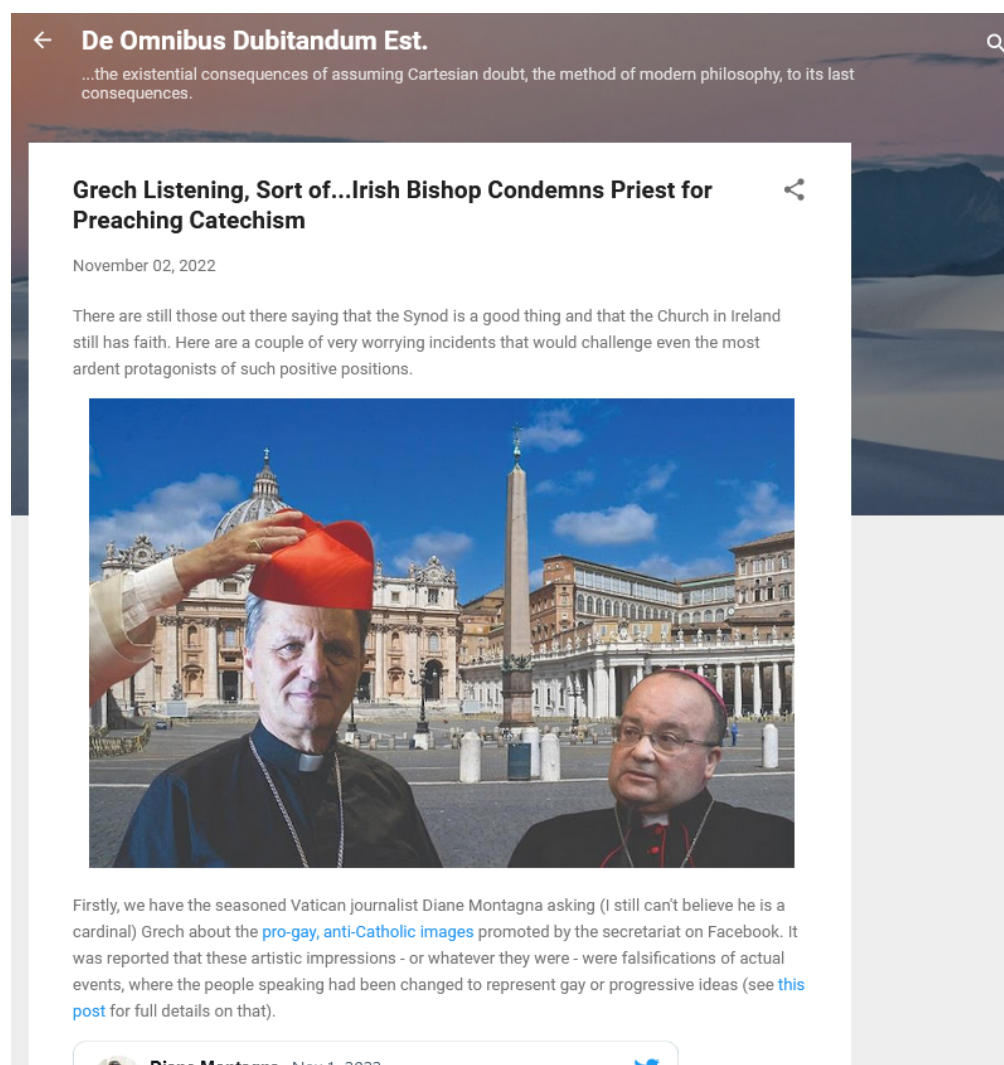 De Omnibus Dubitandum Est.
...the existential consequences of assuming Cartesian doubt, the method of modern philosophy, to its last
consequences.
Grech Listening, Sort of...Irish Bishop Condemns Priest for
Preaching Catechism
November 02, 2022
There are still those out there saying that the Synod is a good thing and that the Church in Ireland
still has faith. Here are a couple of very worrying incidents that would challenge even the most
ardent protagonists of such positive positions.
Firstly, we have the seasoned Vatican journalist Diane Montagna asking (I still can't believe he is a
cardinal) Grech about the pro-gay, anti-Catholic images promoted by the secretariat on Facebook. It
was reported that these artistic impressions - or whatever they were - were falsifications of actual
events, where the people speaking had been changed to represent gay or progressive ideas (see this
post for full details on that).
Diane Montagna Nov 1, 2022